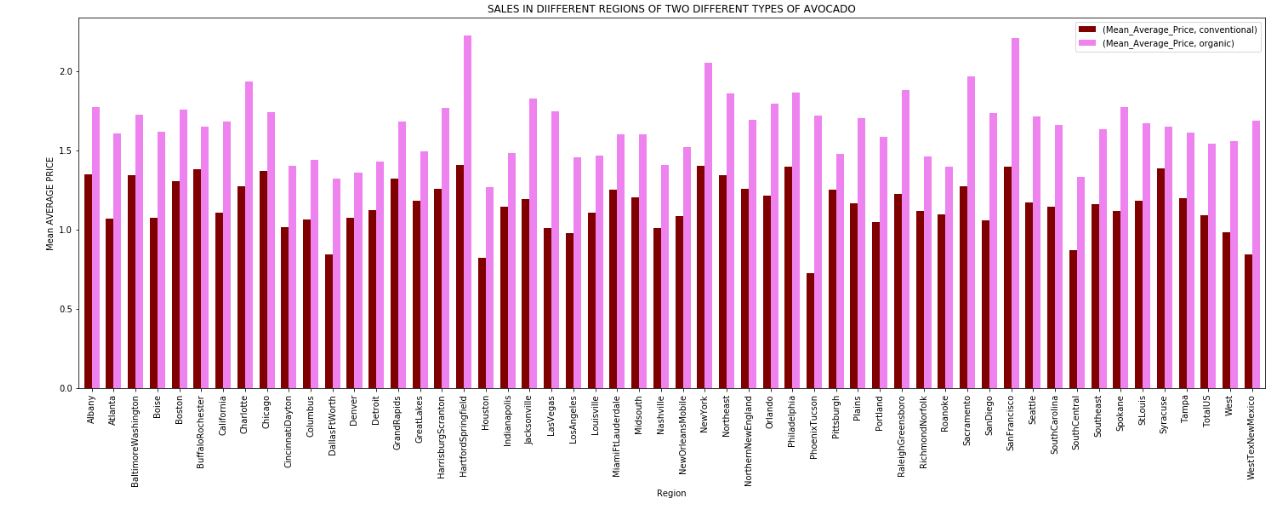 SALES IN DIIFFERENT REGIONS OF TWO DIFFERENT TYPES OF AVOCADO
(Mean_Average_Price, conventional)
(Mean_Average_Price, organic)
Mean AVERAGE PRICE
2.0
1.5
1.0
0.5
0.0
Albany
Atlanta
BaltimoreWashington
Boise
Boston
BuffaloRochester
California
Charlotte
Chicago
CincinnatiDayton
Columbus
DallasFtWorth
Denver
Detroit
GrandRapids
GreatLakes
HarrisburgScranton
HartfordSpringfield
Houston
Indianapolis
Jacksonville
LasVegas
LosAngeles
Louisville
MiamiFtLauderdale
Midsouth
Nashville
NewOrleansMobile
NewYork
Northeast
NorthernNewEngland
Orlando
Philadelphia
PhoenixTucson
Pittsburgh
Plains
Portland
RaleighGreensboro
RichmondNorfolk
Roanoke
Sacramento
SanDiego
SanFrancisco
Seattle
SouthCarolina
SouthCentral
Southeast
Spokane
StLouis
Syracuse
Tampa
TotalUS
West
WestTexNewMexico
Region